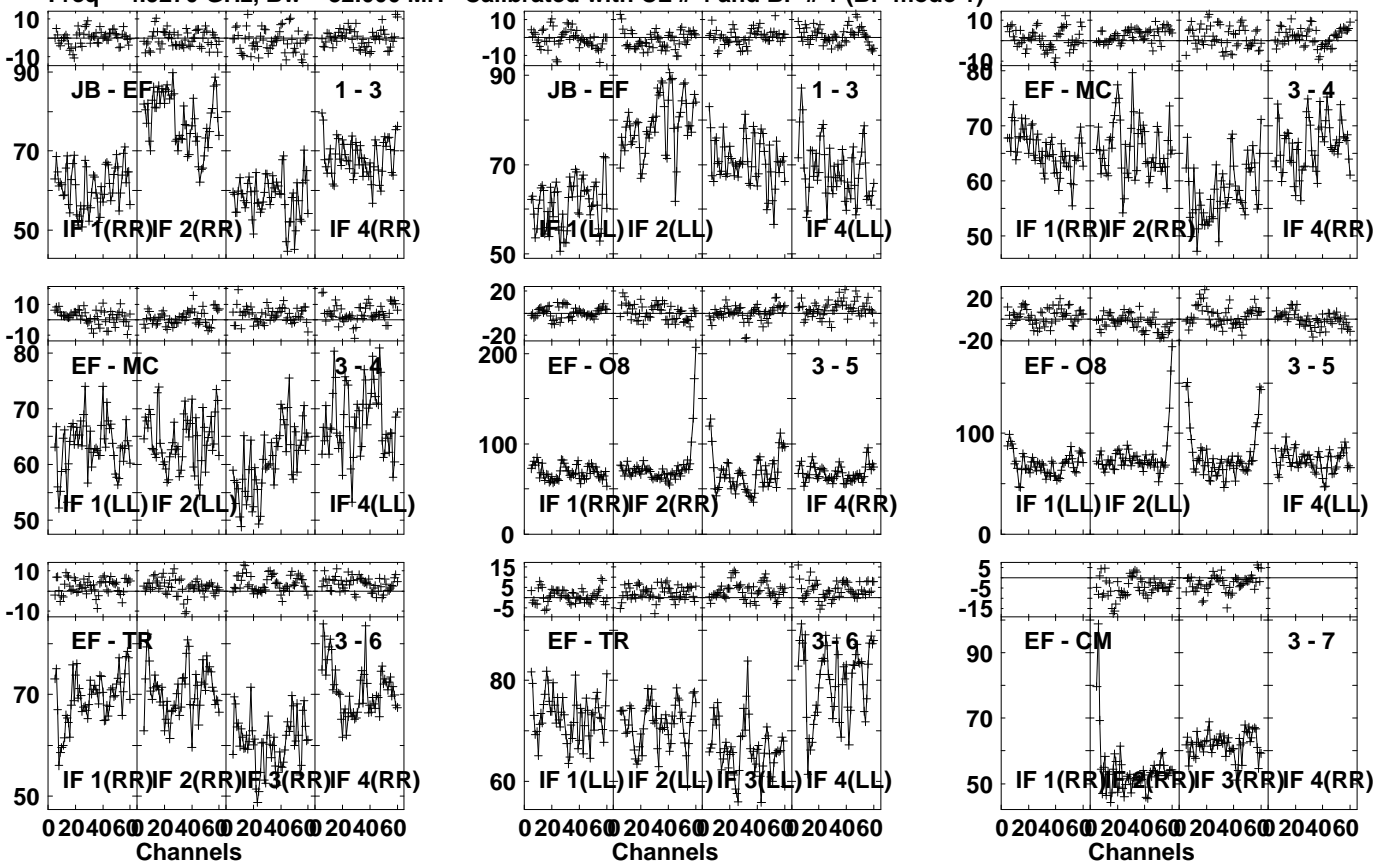 Calibrated with CL # 4 and BP # 1 (BP mode 1)
10
-10
90
70
50
JB - EF
1 - 3
IF 1(RR) IF 2(RR) IF 4(RR)
10
-10
90
70
50
JB - EF
1 - 3
IF 1(LL) IF 2(LL) IF 4(LL)
10
-10
80
70
60
50
EF - MC
3 - 4
IF 1(RR) IF 2(RR) IF 4(RR)
10
-10
80
70
60
50
EF - MC
3 - 4
IF 1(LL) IF 2(LL) IF 4(LL)
20
-20
200
100
0
EF - O8
3 - 5
IF 1(RR) IF 2(RR) IF 4(RR)
20
-20
100
0
EF - O8
3 - 5
IF 1(LL) IF 2(LL) IF 4(LL)
10
-10
70
50
EF - TR
3 - 6
IF 1(RR) IF 2(RR) IF 3(RR) IF 4(RR)
0 20 40 60 0 20 40 60 0 20 40 60 0 20 40 60
Channels
15
5
-5
80
60
EF - TR
3 - 6
IF 1(LL) IF 2(LL) IF 3(LL) IF 4(LL)
0 20 40 60 0 20 40 60 0 20 40 60 0 20 40 60
Channels
5
-5
-15
90
70
50
EF - CM
3 - 7
IF 1(RR) IF 2(RR) IF 3(RR) IF 4(RR)
0 20 40 60 0 20 40 60 0 20 40 60 0 20 40 60
Channels